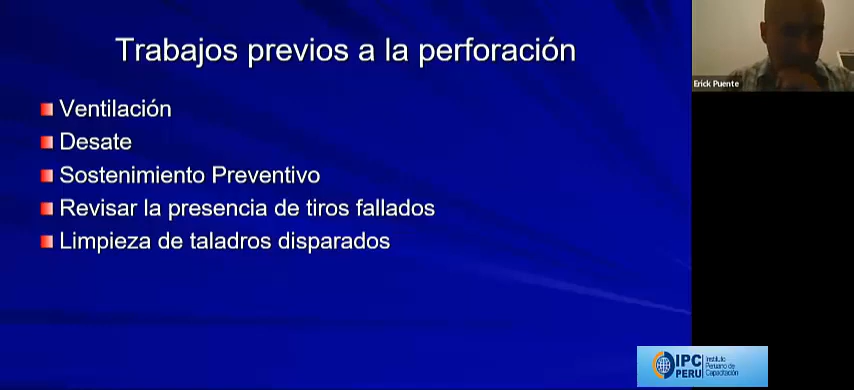 Trabajos previos a la perforación
Ventilación
Desate
Sostenimiento Preventivo
Revisar la presencia de tiros fallados
Limpieza de taladros disparados
Erick Puente
IPC
PERU
Instituto
Peruano de
Capacitación